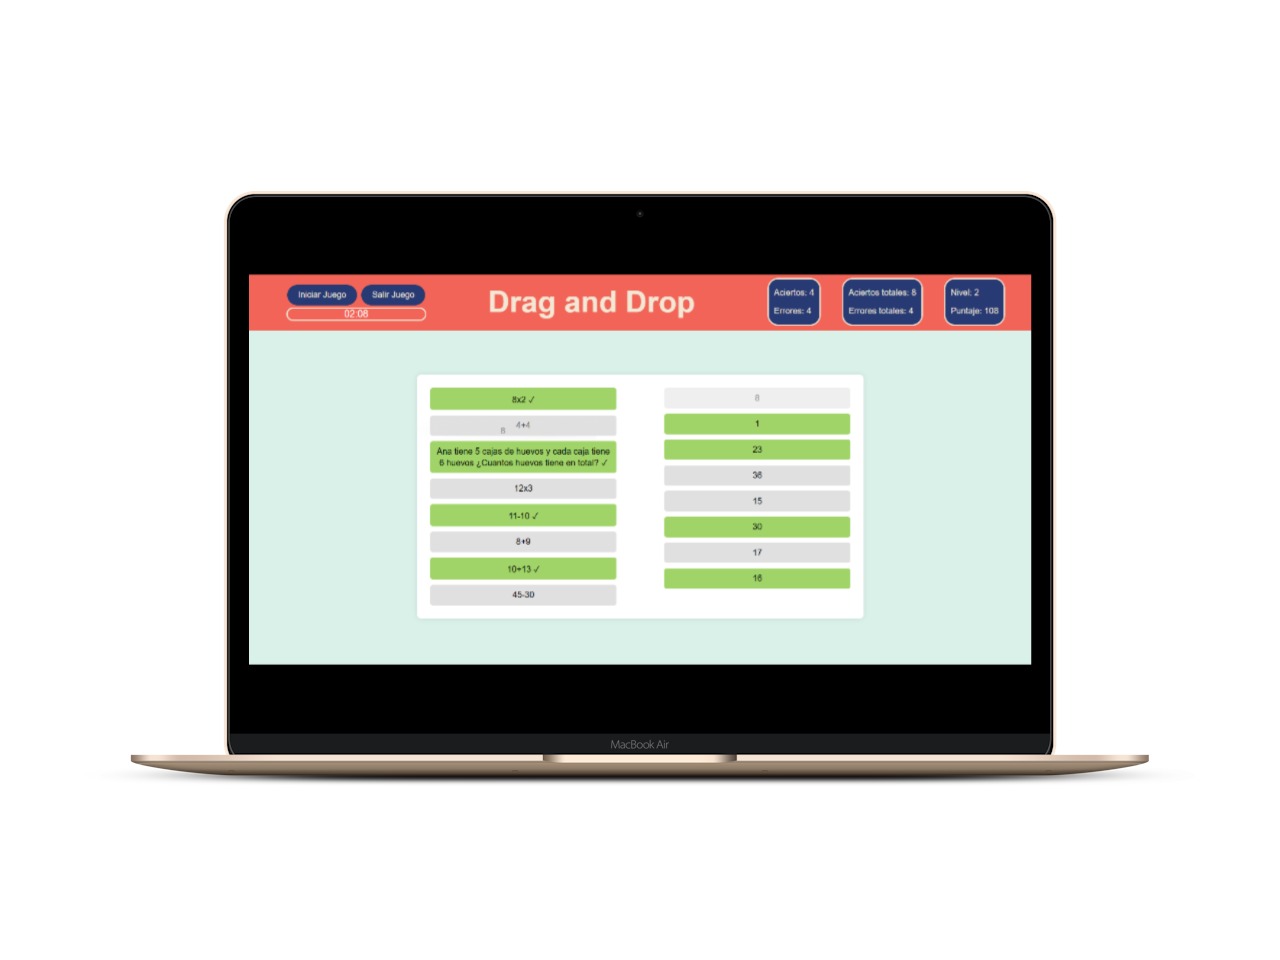 Iniciar Juego
Salir Juego
02:08
Drag and Drop
Aciertos: 4
Errores: 4
Aciertos totales: 8
Errores totales: 4
Nivel: 2
Puntaje: 108
8x2 ✓
4+4
8
Ana tiene 5 cajas de huevos y cada caja tiene
6 huevos ¿Cuantos huevos tiene en total? ✓
12x3
11-10 ✓
8+9
10+13 ✓
45-30
8
1
23
36
15
30
17
16
MacBook Air